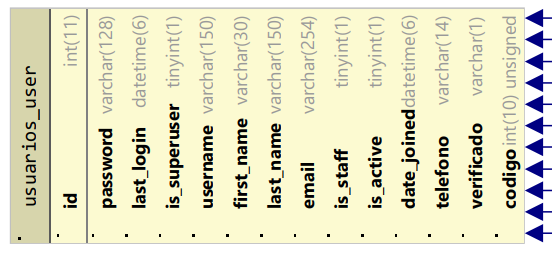 usuarios_user
id int(11)
password varchar(128)
last_login datetime(6)
is_superuser tinyint(1)
username varchar(150)
first_name varchar(30)
last_name varchar(150)
email varchar(254)
is_staff tinyint(1)
is_active tinyint(1)
date_joined datetime(6)
telefono varchar(14)
verificado varchar(1)
codigo int(10) unsigned